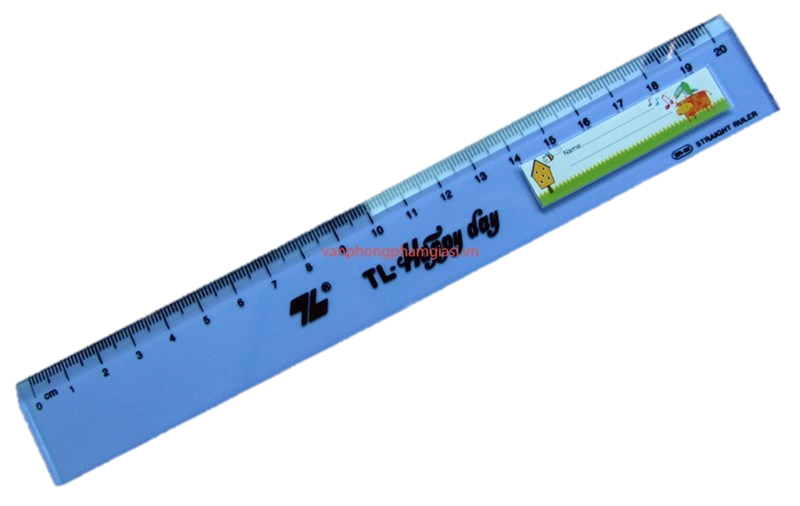 0 cm 1 2 3 4 5 6 7 8 9 10 11 12 13 14 15 16 17 18 19 20
Name:
STRAIGHT RULER
TL ®
TL-Happy day
vanphongphamgiasi.vn